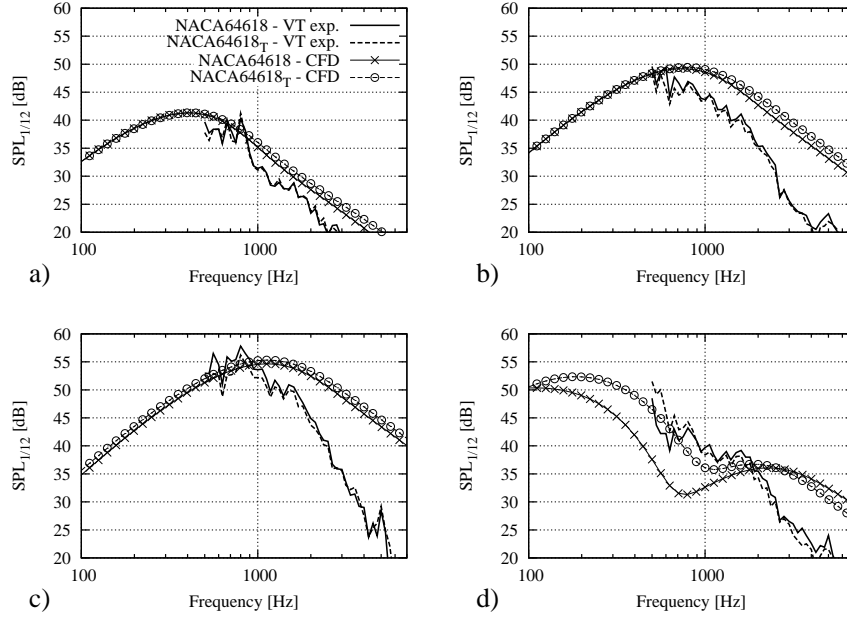 60
55
50
45
40
35
30
25
20
SPL1/12 [dB]
NACA64618 - VT exp.
NACA64618T - VT exp.
NACA64618 - CFD
NACA64618T - CFD
100 1000
Frequency [Hz]
a)
60
55
50
45
40
35
30
25
20
SPL1/12 [dB]
100 1000
Frequency [Hz]
b)
60
55
50
45
40
35
30
25
20
SPL1/12 [dB]
100 1000
Frequency [Hz]
c)
60
55
50
45
40
35
30
25
20
SPL1/12 [dB]
100 1000
Frequency [Hz]
d)